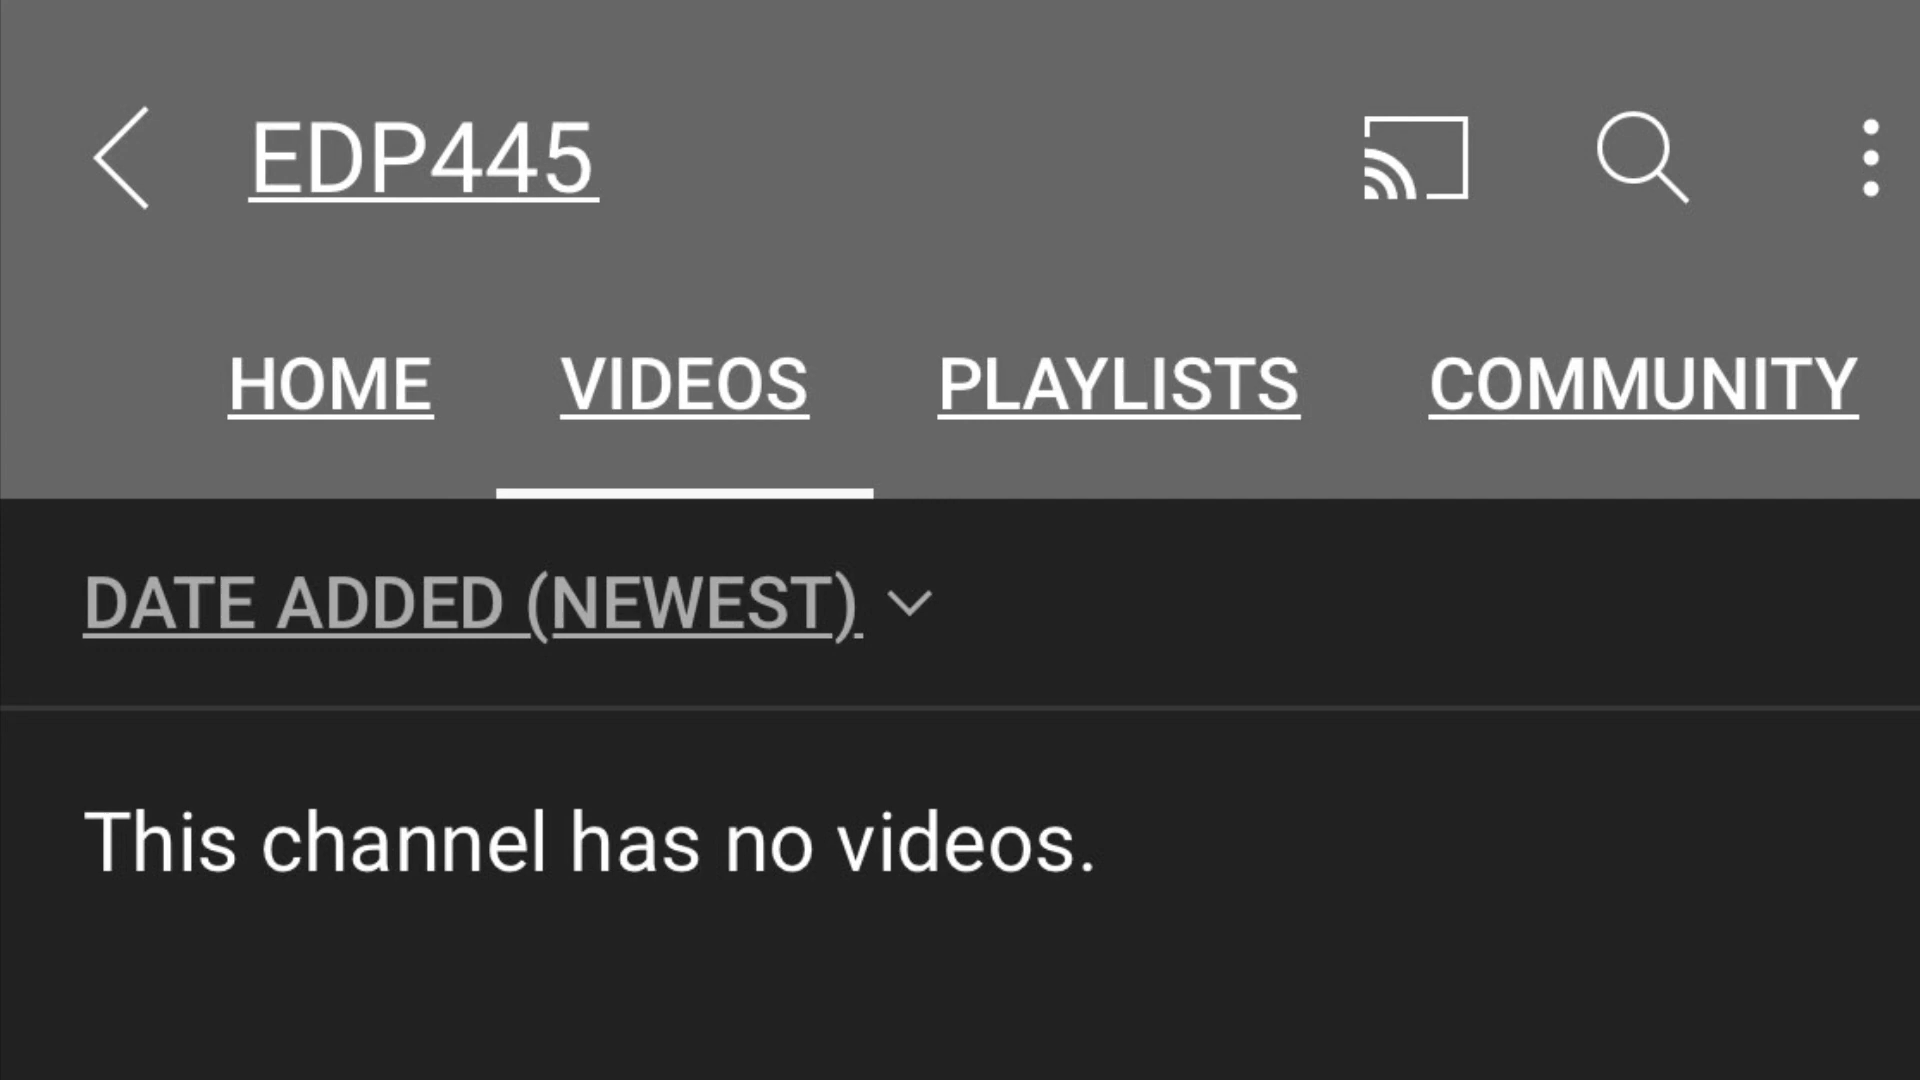 EDP445
HOME VIDEOS PLAYLISTS COMMUNITY
DATE ADDED (NEWEST)
This channel has no videos.